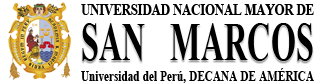 UNIVERSIDAD NACIONAL MAYOR DE
SAN MARCOS
Universidad del Perú, DECANA DE AMÉRICA